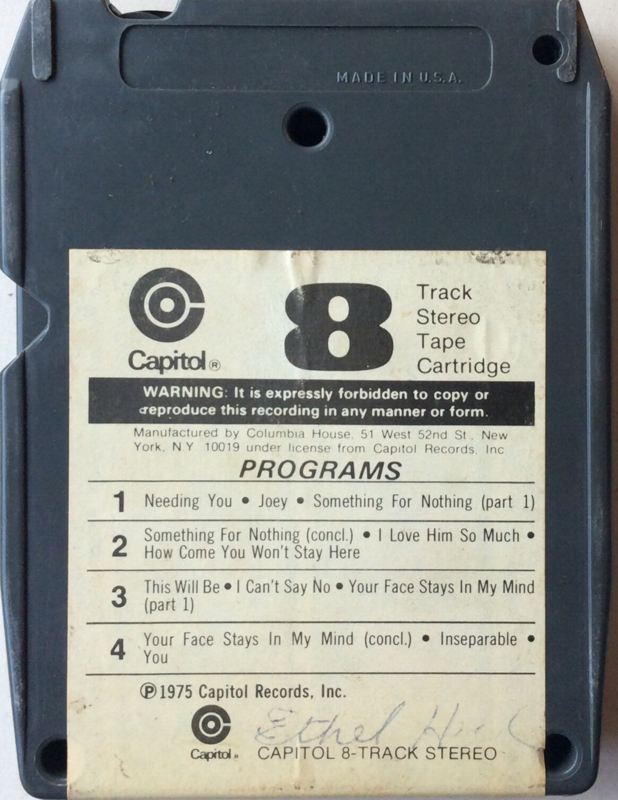 MADE IN U.S.A.
Capitol®
8
Track
Stereo
Tape
Cartridge
WARNING: It is expressly forbidden to copy or
reproduce this recording in any manner or form.
Manufactured by Columbia House, 51 West 52nd St., New
York, N.Y. 10019 under license from Capitol Records, Inc
PROGRAMS
1 Needing You • Joey • Something For Nothing (part 1)
2 Something For Nothing (concl.) • I Love Him So Much •
How Come You Won't Stay Here
3 This Will Be • I Can't Say No • Your Face Stays In My Mind
(part 1)
4 Your Face Stays In My Mind (concl.) • Inseparable •
You
Ⓟ1975 Capitol Records, Inc.
Ethel
Capitol® CAPITOL 8-TRACK STEREO